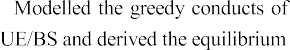 Modelled the greedy conducts of
UE/BS and derived the equilibrium